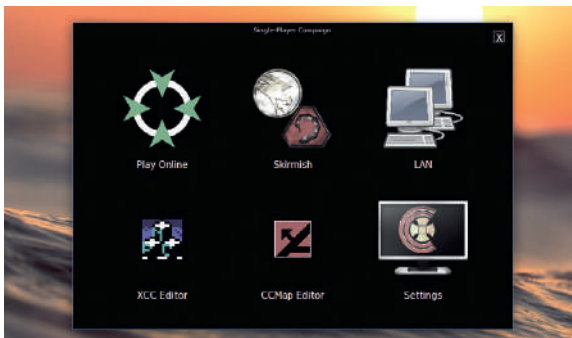 Single-Player Campaign
X
Play Online
Skirmish
LAN
XCC Editor
CCMap Editor
Settings